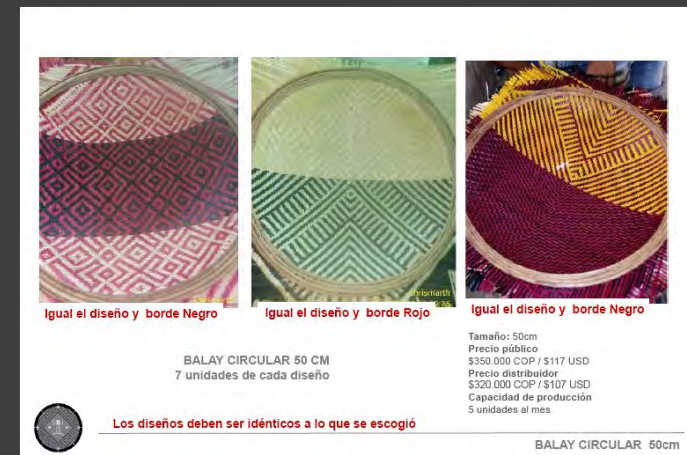 chrismarth
Igual el diseño y borde Negro
Igual el diseño y borde Rojo
Igual el diseño y borde Negro
BALAY CIRCULAR 50 CM
7 unidades de cada diseño
Tamaño: 50cm
Precio público
$350.000 COP / $117 USD
Precio distribuidor
$320.000 COP / $107 USD
Capacidad de producción
5 unidades al mes
Los diseños deben ser idénticos a lo que se escogió
BALAY CIRCULAR 50cm